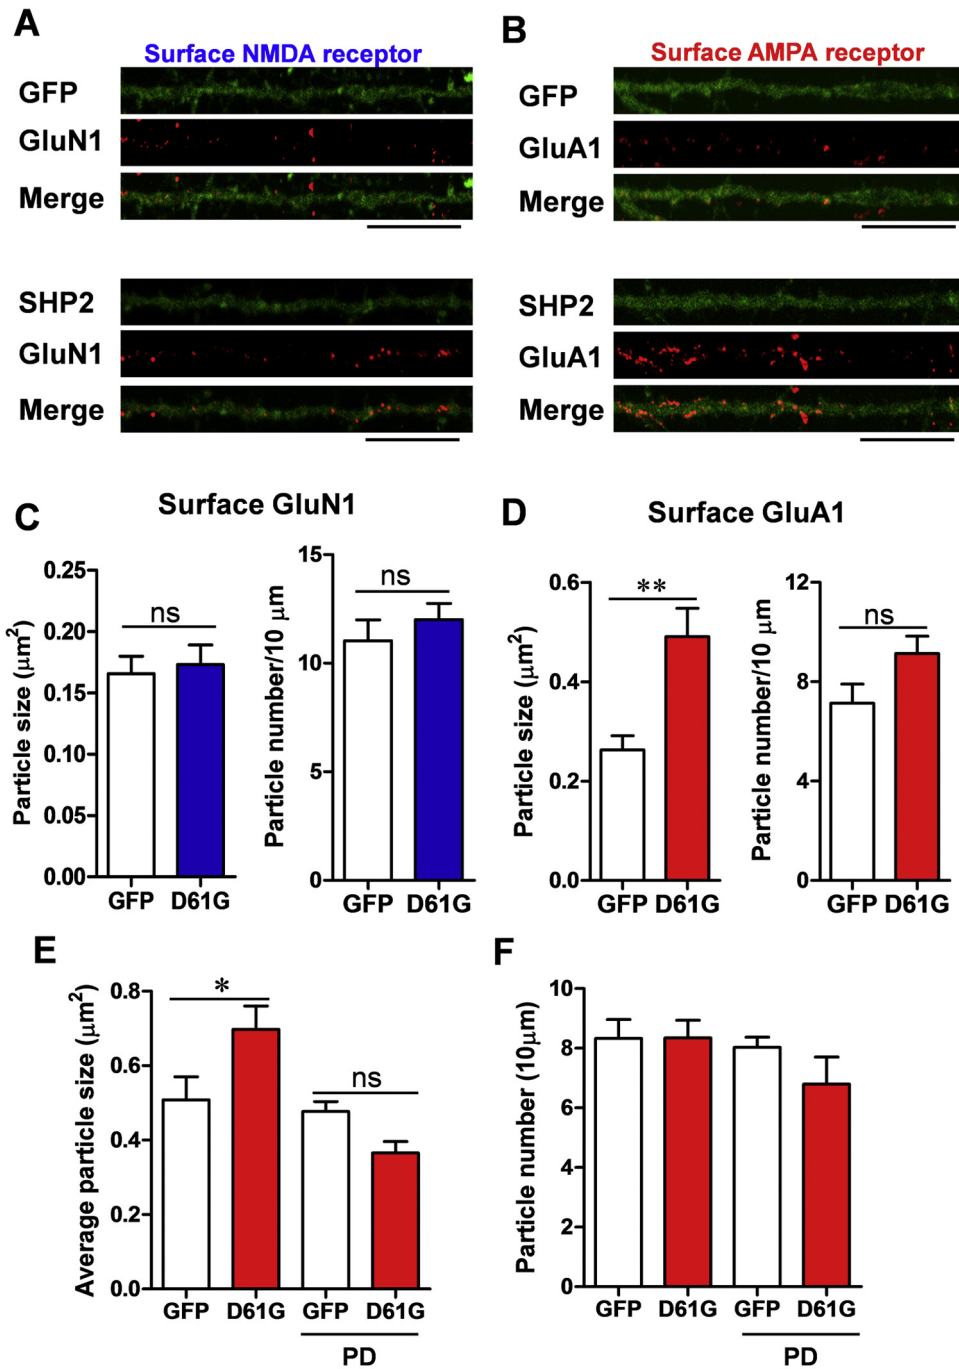 A
Surface NMDA receptor
GFP
GluN1
Merge
SHP2
GluN1
Merge
B
Surface AMPA receptor
GFP
GluA1
Merge
SHP2
GluA1
Merge
C
Surface GluN1
Particle size (μm²)
0.25
0.20
0.15
0.10
0.05
0.00
ns
GFP D61G
Particle number/10 μm
15
10
5
0
ns
GFP D61G
D
Surface GluA1
Particle size (μm²)
0.6
0.4
0.2
0.0
**
GFP D61G
Particle number/10 μm
12
8
4
0
ns
GFP D61G
E
Average particle size (μm²)
0.8
0.6
0.4
0.2
0.0
*
ns
GFP D61G GFP D61G
PD
F
Particle number (10μm)
10
8
6
4
2
0
GFP D61G GFP D61G
PD